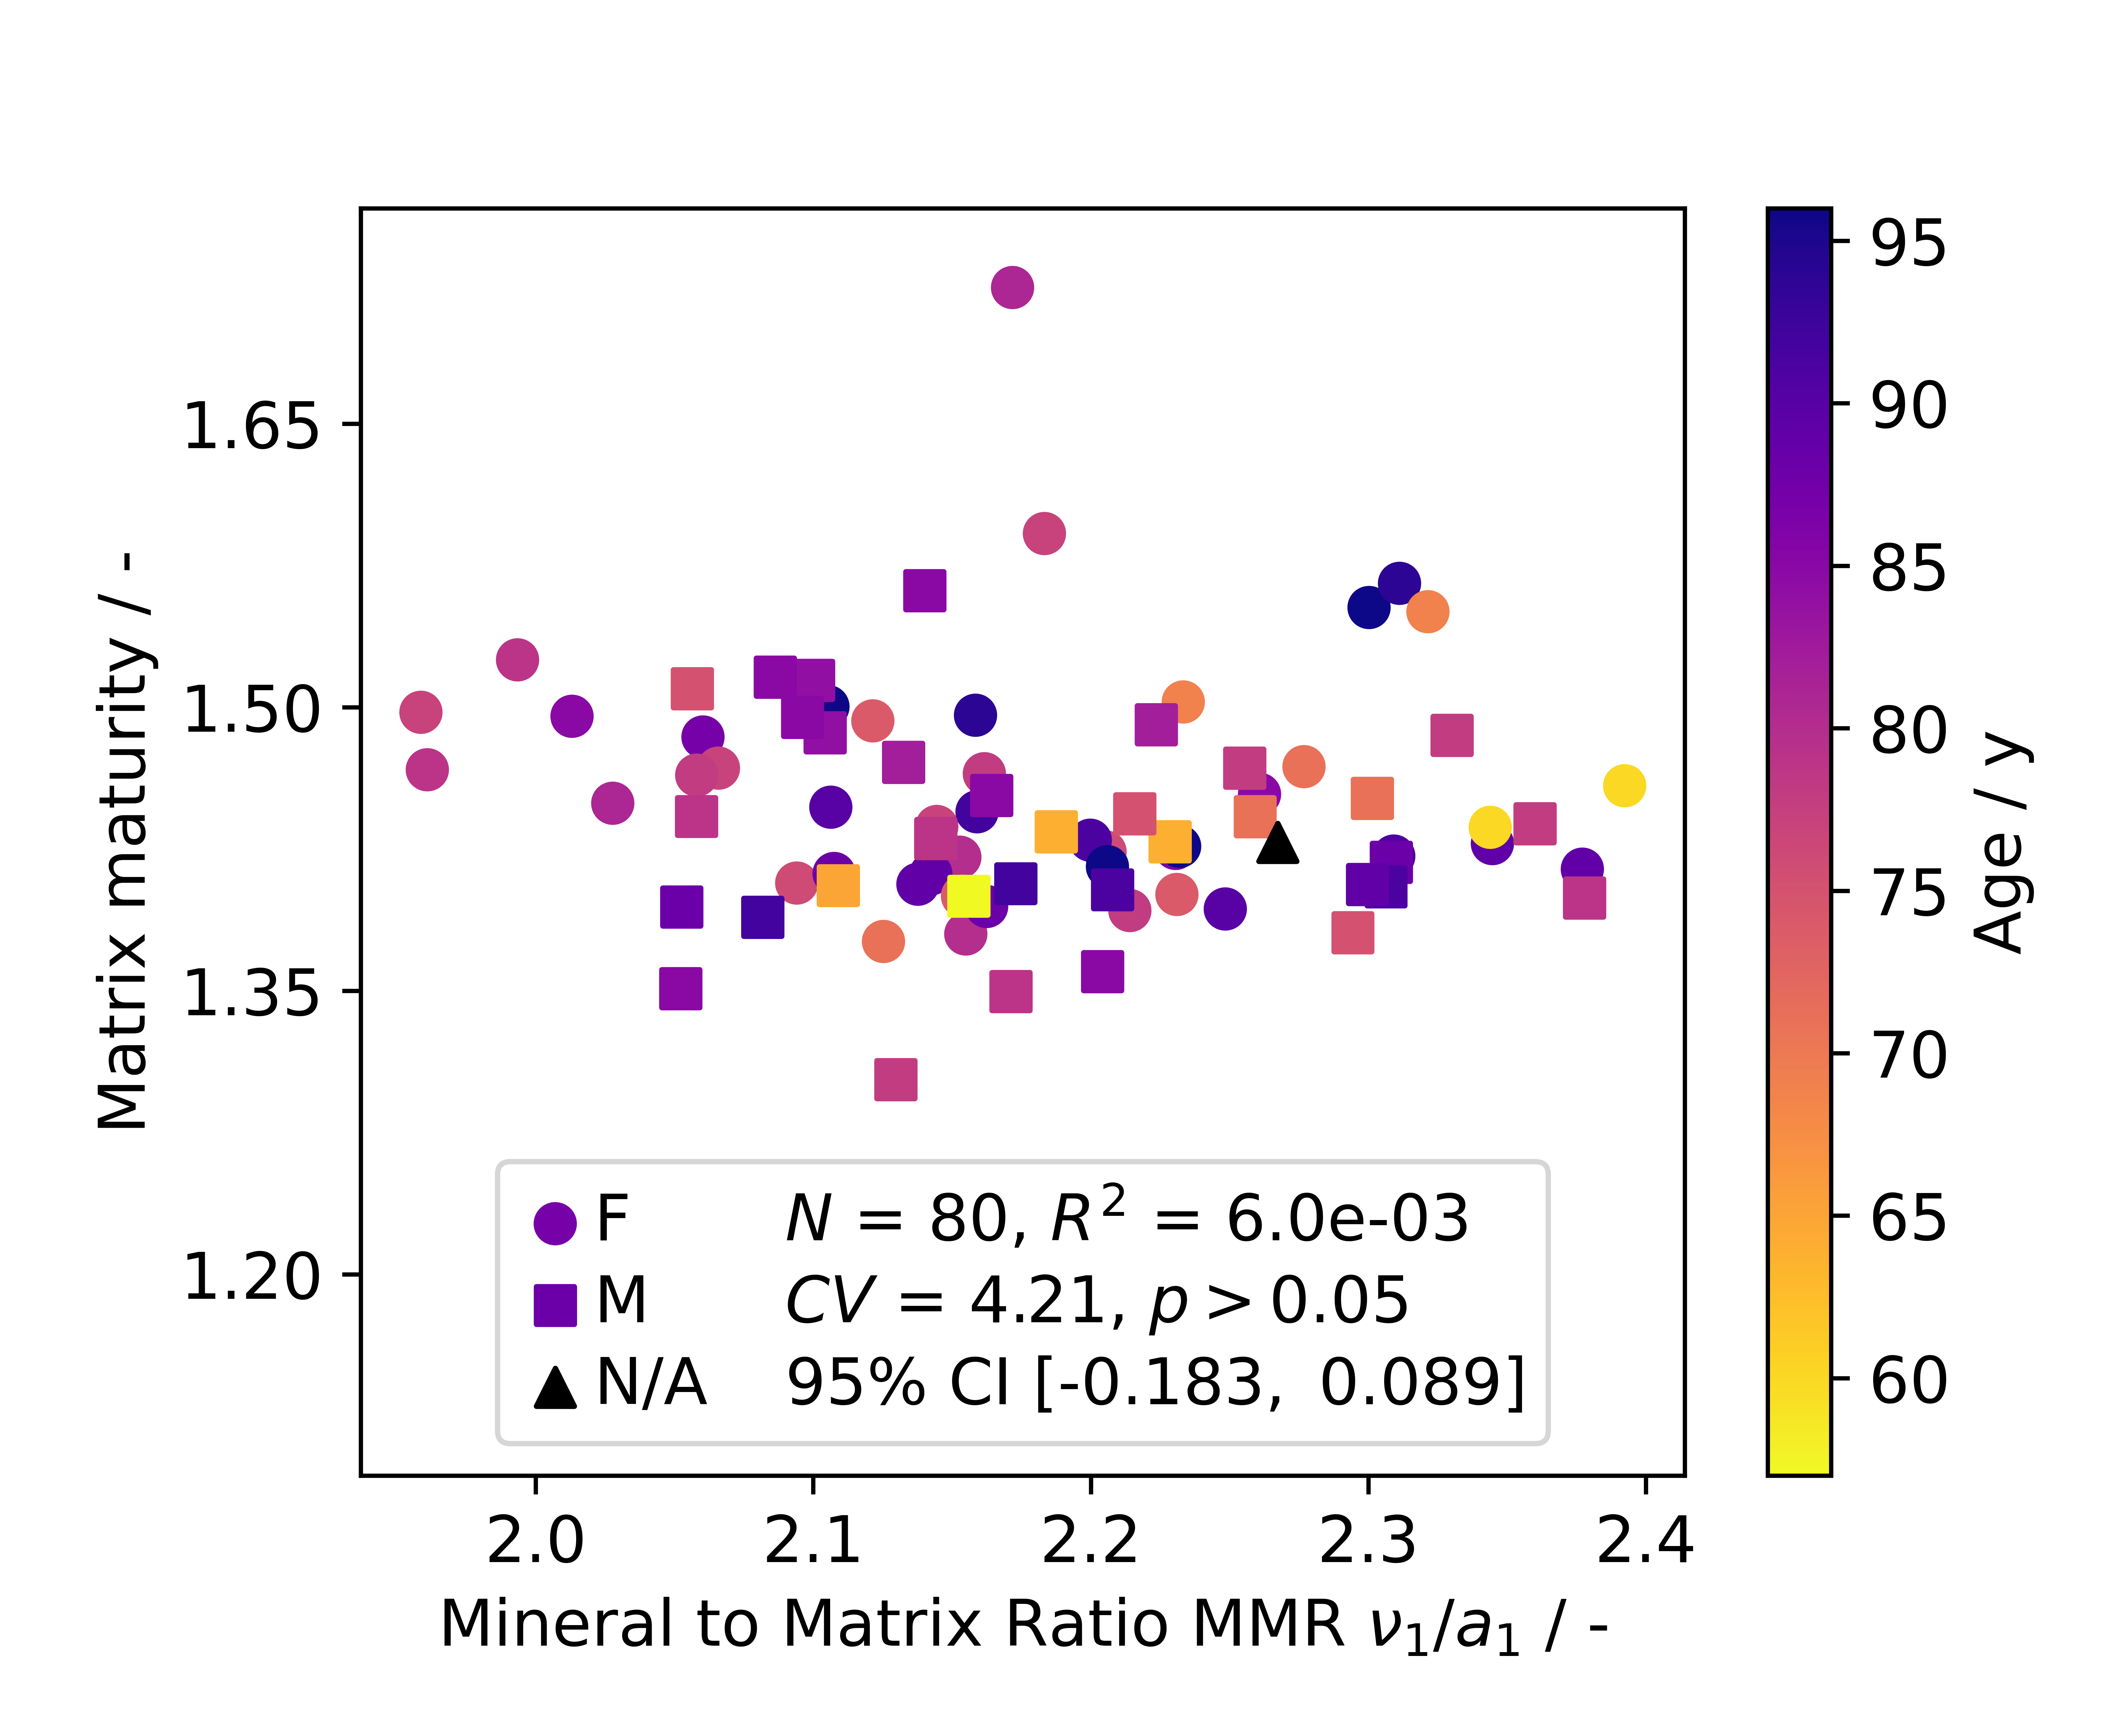 Matrix maturity / -
1.65
1.50
1.35
1.20
F
M
N/A
N = 80, R² = 6.0e-03
CV = 4.21, p > 0.05
95% CI [-0.183, 0.089]
2.0 2.1 2.2 2.3 2.4
Mineral to Matrix Ratio MMR ν₁/a₁ / -
95
90
85
80
75
70
65
60
Age / y